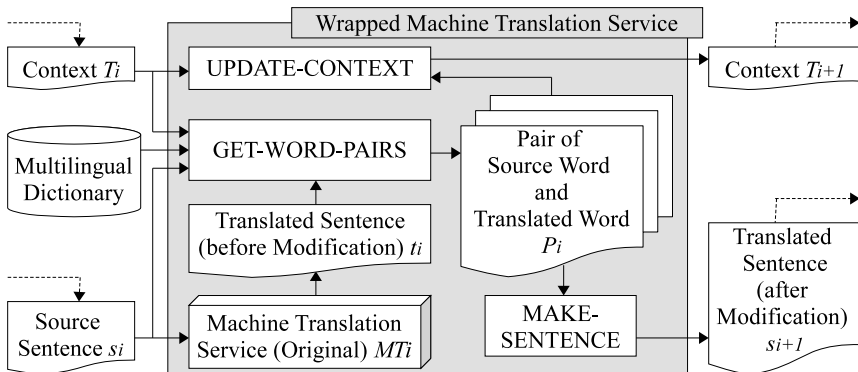 Wrapped Machine Translation Service
Context Ti
UPDATE-CONTEXT
Context Ti+1
Multilingual
Dictionary
GET-WORD-PAIRS
Pair of
Source Word
and
Translated Word
Pi
Translated Sentence
(before Modification) ti
Source
Sentence si
Machine Translation
Service (Original) MTi
MAKE-
SENTENCE
Translated
Sentence
(after
Modification)
si+1